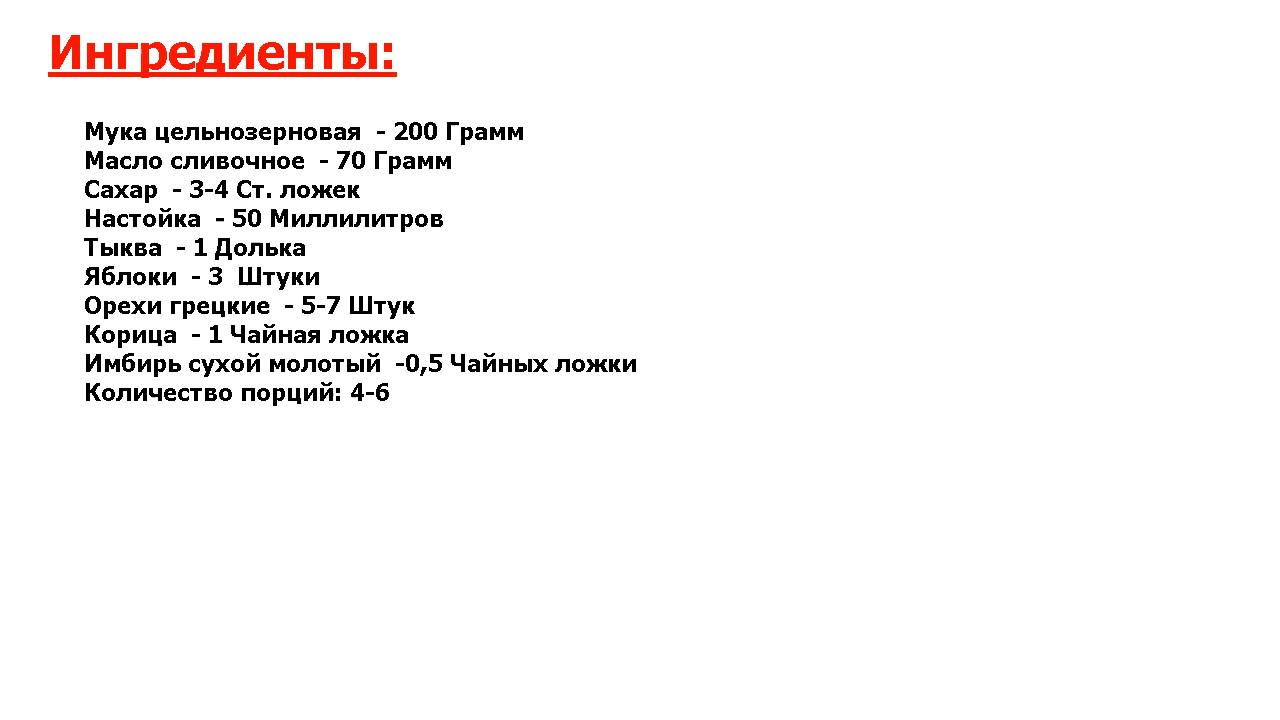 Ингредиенты:
Мука цельнозерновая  - 200 Грамм
Масло сливочное  - 70 Грамм
Сахар  - 3-4 Ст. ложек
Настойка  - 50 Миллилитров
Тыква  - 1 Долька
Яблоки  - 3  Штуки
Орехи грецкие  - 5-7 Штук
Корица  - 1 Чайная ложка
Имбирь сухой молотый  -0,5 Чайных ложки
Количество порций: 4-6